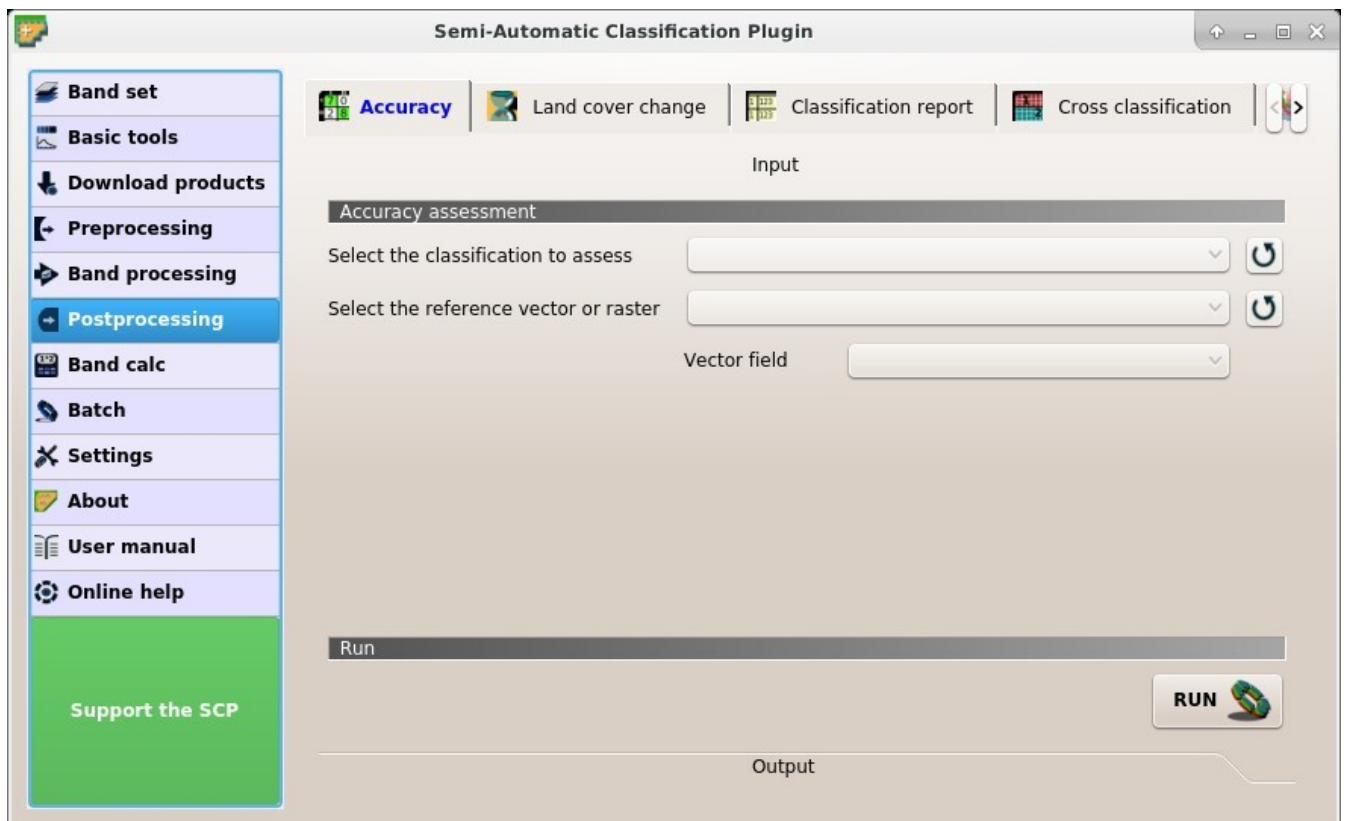 Semi-Automatic Classification Plugin
Band set
Basic tools
Download products
Preprocessing
Band processing
Postprocessing
Band calc
Batch
Settings
About
User manual
Online help
Support the SCP
Accuracy
Land cover change
Classification report
Cross classification
Input
Accuracy assessment
Select the classification to assess
Select the reference vector or raster
Vector field
Run
RUN
Output